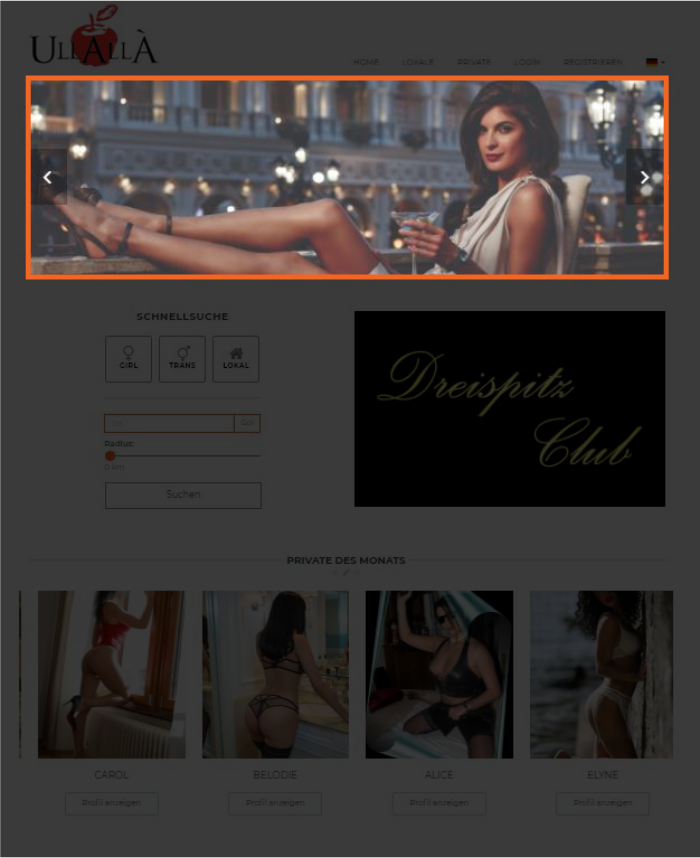 ULLALLÀ
HOME LOKALE PRIVATE LOGIN REGISTRIEREN
SCHNELLSUCHE
GIRL TRANS LOKAL
Ort GO!
Radius:
0 km
Suchen
Dreispitz
Club
PRIVATE DES MONATS
CAROL BELODIE ALICE ELYNE
Profil anzeigen Profil anzeigen Profil anzeigen Profil anzeigen